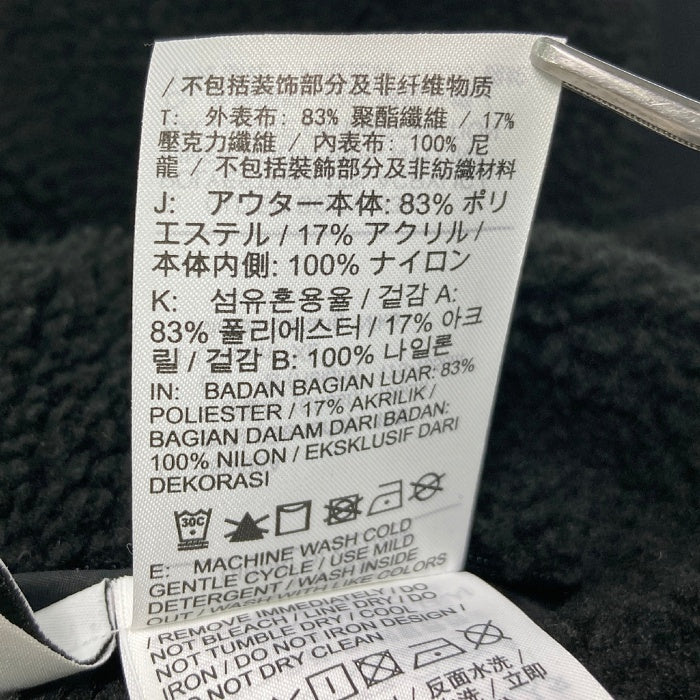 / 不包括装饰部分及非纤维物质
T: 外表布: 83% 聚酯纖維 / 17%
壓克力纖維 / 內表布: 100% 尼
龍 / 不包括裝飾部分及非紡織材料
J: アウター本体: 83% ポリ
エステル / 17% アクリル /
本体内側: 100% ナイロン
K: 섬유혼용율 / 겉감 A:
83% 폴리에스터 / 17% 아크
릴 / 겉감 B: 100% 나일론
IN: BADAN BAGIAN LUAR: 83%
POLIESTER / 17% AKRILIK /
BAGIAN DALAM DARI BADAN:
100% NILON / EKSKLUSIF DARI
DEKORASI
30C
E: MACHINE WASH COLD
GENTLE CYCLE / USE MILD
DETERGENT / WASH INSIDE
OUT / WASH WITH LIKE COLORS
/ REMOVE IMMEDIATELY / DO
NOT BLEACH / LINE DRY / DO
NOT TUMBLE DRY / COOL
IRON / DO NOT IRON DESIGN /
DO NOT DRY CLEAN
/ 反面水洗 /
/ 立即